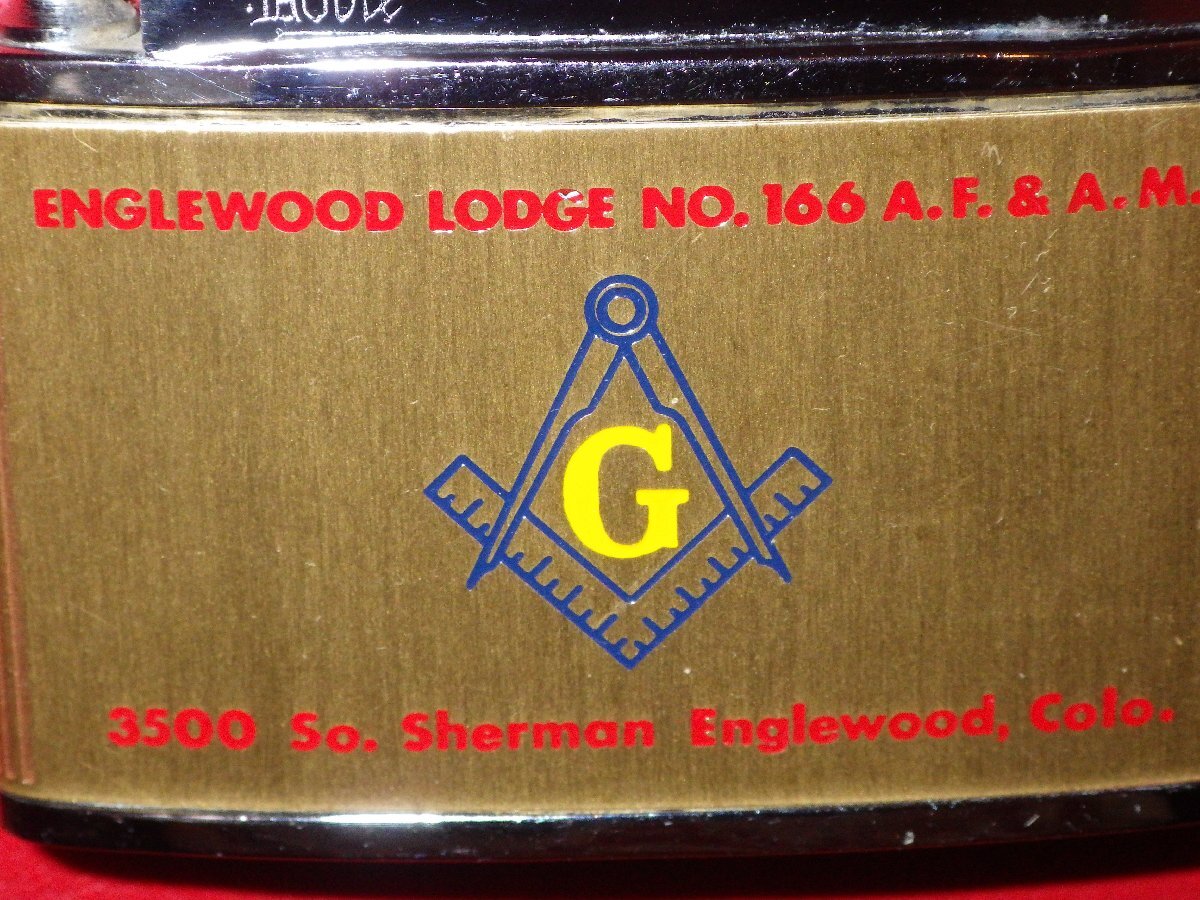 ENGLEWOOD LODGE NO. 166 A. F. & A. M.
G
3500 So. Sherman Englewood, Colo.